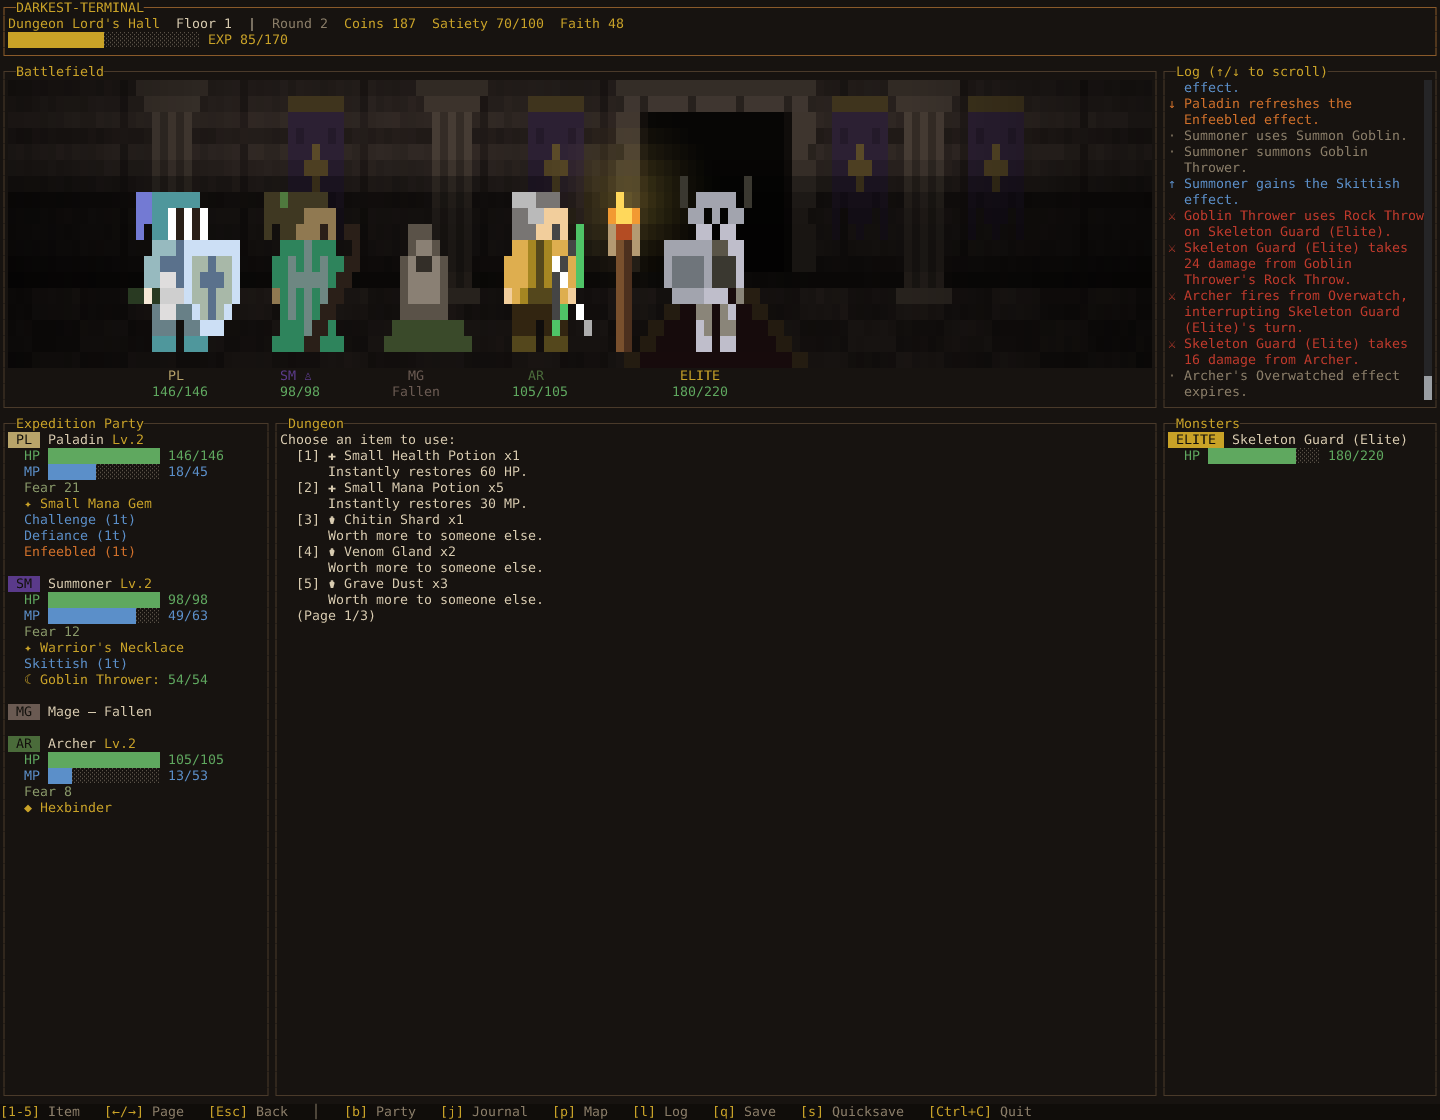 DARKEST-TERMINAL
Dungeon Lord's Hall Floor 1 | Round 2 Coins 187 Satiety 70/100 Faith 48
EXP 85/170
Battlefield
PL SM ♙ MG AR ELITE
146/146 98/98 Fallen 105/105 180/220
Log (↑/↓ to scroll)
effect.
↓ Paladin refreshes the
Enfeebled effect.
· Summoner uses Summon Goblin.
· Summoner summons Goblin
Thrower.
↑ Summoner gains the Skittish
effect.
⚔ Goblin Thrower uses Rock Throw
on Skeleton Guard (Elite).
⚔ Skeleton Guard (Elite) takes
24 damage from Goblin
Thrower's Rock Throw.
⚔ Archer fires from Overwatch,
interrupting Skeleton Guard
(Elite)'s turn.
⚔ Skeleton Guard (Elite) takes
16 damage from Archer.
· Archer's Overwatched effect
expires.
Expedition Party
PL Paladin Lv.2
HP 146/146
MP 18/45
Fear 21
✦ Small Mana Gem
Challenge (1t)
Defiance (1t)
Enfeebled (1t)
SM Summoner Lv.2
HP 98/98
MP 49/63
Fear 12
✦ Warrior's Necklace
Skittish (1t)
☾ Goblin Thrower: 54/54
MG Mage — Fallen
AR Archer Lv.2
HP 105/105
MP 13/53
Fear 8
◆ Hexbinder
Dungeon
Choose an item to use:
[1] ✚ Small Health Potion x1
Instantly restores 60 HP.
[2] ✚ Small Mana Potion x5
Instantly restores 30 MP.
[3] ⚱ Chitin Shard x1
Worth more to someone else.
[4] ⚱ Venom Gland x2
Worth more to someone else.
[5] ⚱ Grave Dust x3
Worth more to someone else.
(Page 1/3)
Monsters
ELITE Skeleton Guard (Elite)
HP 180/220
[1-5] Item [←/→] Page [Esc] Back │ [b] Party [j] Journal [p] Map [l] Log [q] Save [s] Quicksave [Ctrl+C] Quit